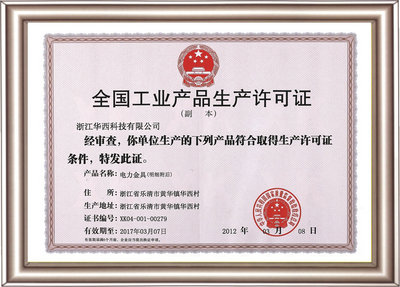 全国工业产品生产许可证
(副 本)
浙江华西科技有限公司
经审查，你单位生产的下列产品符合取得生产许可证
条件，特发此证。
产品名称： 电力金具(明细附后)
住 所： 浙江省乐清市黄华镇华西村
生产地址： 浙江省乐清市黄华镇华西村
证书编号： XK04-001-00279
有效期至： 2017年03月07日
2012 年 03 月 08 日